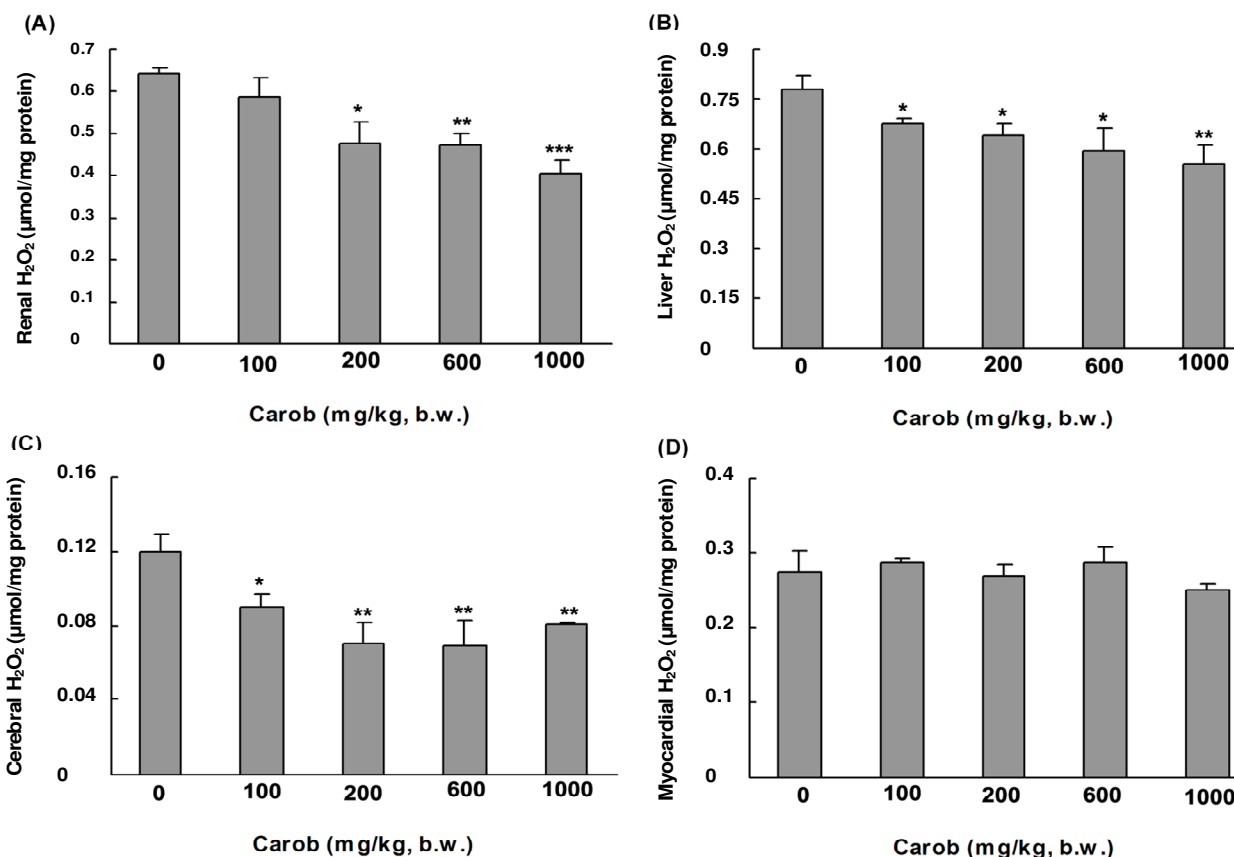 (A)
Renal H₂O₂ (µmol/mg protein)
0.7
0.6
0.5
0.4
0.3
0.2
0.1
0
*
**
***
0 100 200 600 1000
Carob (mg/kg, b.w.)
(B)
Liver H₂O₂ (µmol/mg protein)
0.9
0.75
0.6
0.45
0.3
0.15
0
*
*
*
**
0 100 200 600 1000
Carob (mg/kg, b.w.)
(C)
Cerebral H₂O₂ (µmol/mg protein)
0.16
0.12
0.08
0.04
0
*
**
**
**
0 100 200 600 1000
Carob (mg/kg, b.w.)
(D)
Myocardial H₂O₂ (µmol/mg protein)
0.4
0.3
0.2
0.1
0
0 100 200 600 1000
Carob (mg/kg, b.w.)